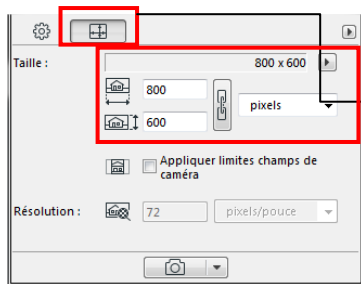 Taille :
800 x 600
800
pixels
600
Appliquer limites champs de
caméra
Résolution :
72
pixels/pouce